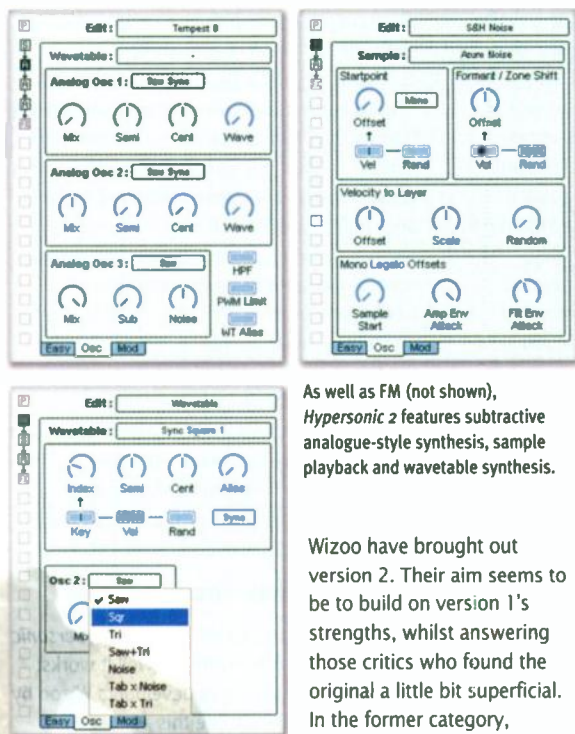 P
Edit :
Tempest 8
Wavetable :
-
Analog Osc 1 :
Saw Sync
Mix
Semi
Cent
Wave
Analog Osc 2 :
Saw Sync
Mix
Semi
Cent
Wave
Analog Osc 3 :
Saw
HPF
PWM Limit
WT Alias
Mix
Sub
Noise
Easy
Osc
Mod
P
Edit :
S&H Noise
Sample :
Azure Noise
Startpoint
Formant / Zone Shift
Mono
Offset
Offset
Vel
Rand
Vel
Rand
Velocity to Layer
Offset
Scale
Random
Mono Legato Offsets
Sample Start
Amp Env Attack
Filt Env Attack
Easy
Osc
Mod
P
Edit :
Wavetable
Wavetable :
Sync Square 1
Index
Semi
Cent
Alias
Key
Vel
Rand
Sync
Osc 2 :
Saw
✓ Saw
Sqr
Tri
Saw+Tri
Noise
Tab x Noise
Tab x Tri
Easy
Osc
Mod
As well as FM (not shown),
Hypersonic 2 features subtractive
analogue-style synthesis, sample
playback and wavetable synthesis.
Wizoo have brought out
version 2. Their aim seems to
be to build on version 1's
strengths, whilst answering
those critics who found the
original a little bit superficial.
In the former category,